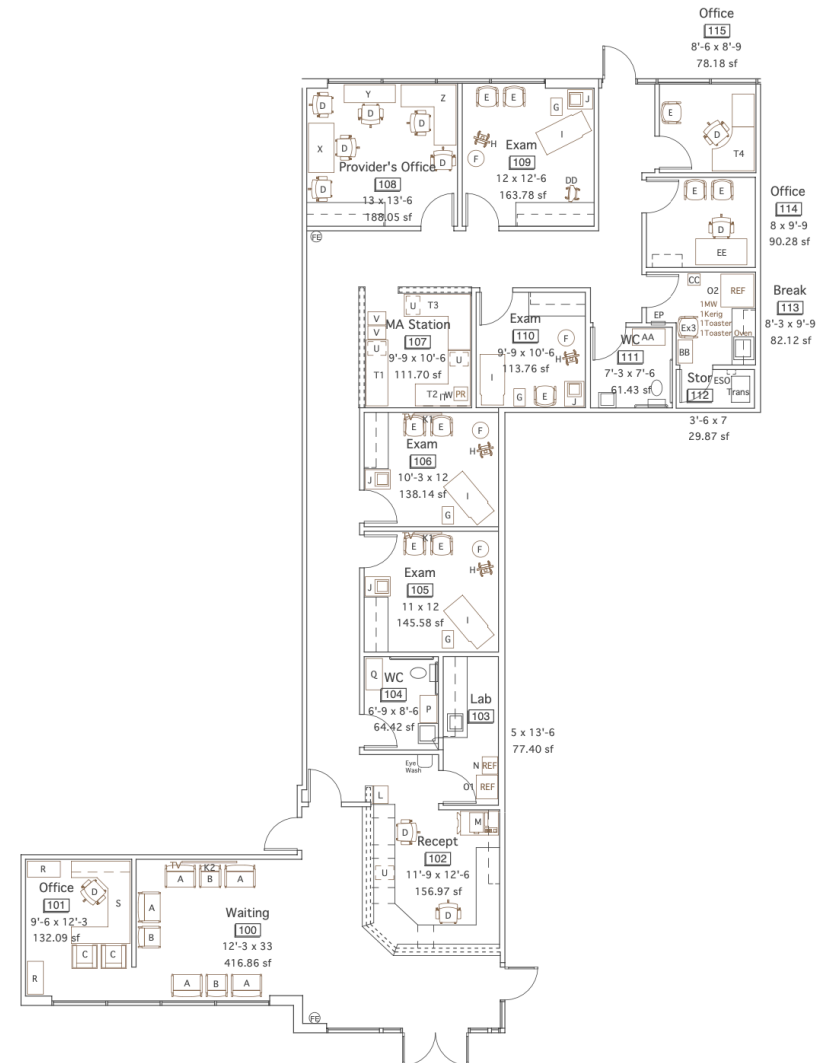 Office
115
8'-6 x 8'-9
78.18 sf
Y
Z
D
D
D
D
D
D
X
Provider's Office
108
13 x 13'-6
188.05 sf
E
E
G
J
H
I
F
Exam
109
12 x 12'-6
163.78 sf
DD
E
D
T4
E
E
D
EE
Office
114
8 x 9'-9
90.28 sf
FE
CC
O2
REF
1MW
1Kerig
1Toaster
1Toaster Oven
EP
Ex3
BB
Break
113
8'-3 x 9'-9
82.12 sf
U
T3
V
V
U
U
MA Station
107
9'-9 x 10'-6
111.70 sf
T1
T2
W
PR
Exam
110
9'-9 x 10'-6
113.76 sf
F
H
I
G
E
J
WC
AA
111
7'-3 x 7'-6
61.43 sf
Stor
ESO
112
Trans
3'-6 x 7
29.87 sf
E
E
F
K1
H
Exam
106
10'-3 x 12
138.14 sf
J
I
G
E
E
F
K1
H
Exam
105
11 x 12
145.58 sf
J
I
G
Q
WC
104
6'-9 x 8'-6
64.42 sf
P
Lab
103
5 x 13'-6
77.40 sf
Eye
Wash
N
REF
O1
REF
L
D
M
Recept
102
11'-9 x 12'-6
156.97 sf
U
D
R
Office
101
9'-6 x 12'-3
132.09 sf
D
S
C
C
R
TV
K2
A
B
A
A
B
Waiting
100
12'-3 x 33
416.86 sf
A
B
A
FE